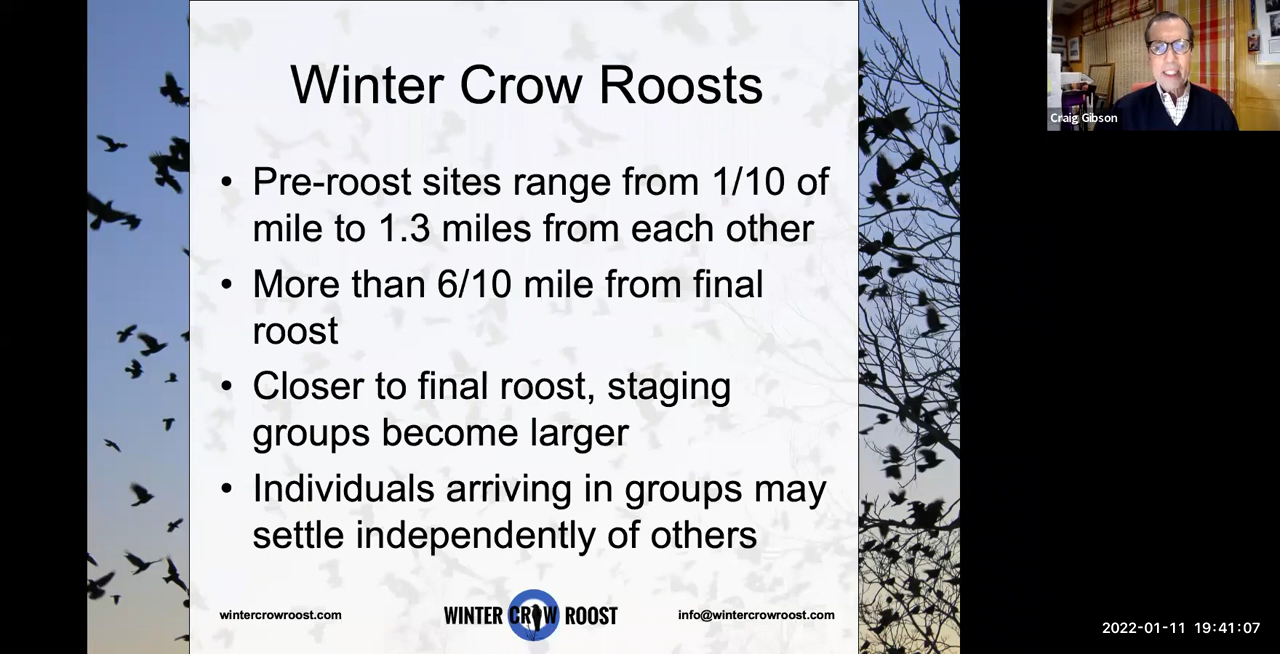 Winter Crow Roosts
• Pre-roost sites range from 1/10 of
mile to 1.3 miles from each other
• More than 6/10 mile from final
roost
• Closer to final roost, staging
groups become larger
• Individuals arriving in groups may
settle independently of others
wintercrowroost.com
WINTER CROW ROOST
info@wintercrowroost.com
Craig Gibson
2022-01-11 19:41:07